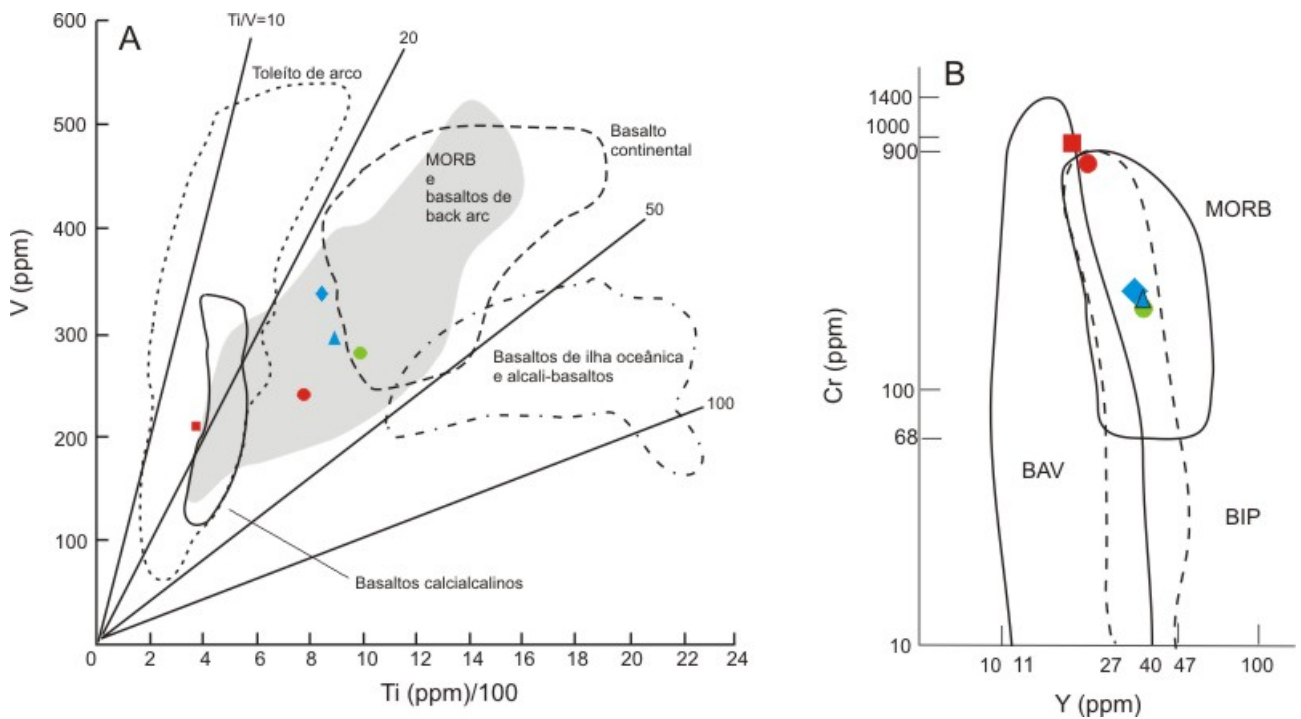 A
600
500
400
300
200
100
0
2
4
6
8
10
12
14
16
18
20
22
24
V (ppm)
Ti (ppm)/100
Ti/V=10
20
50
100
Toleíto de arco
MORB
e
basaltos de
back arc
Basalto
continental
Basaltos de ilha oceânica
e alcali-basaltos
Basaltos calcialcalinos
B
1400
1000
900
100
68
10
10
11
27
40
47
100
Cr (ppm)
Y (ppm)
MORB
BAV
BIP